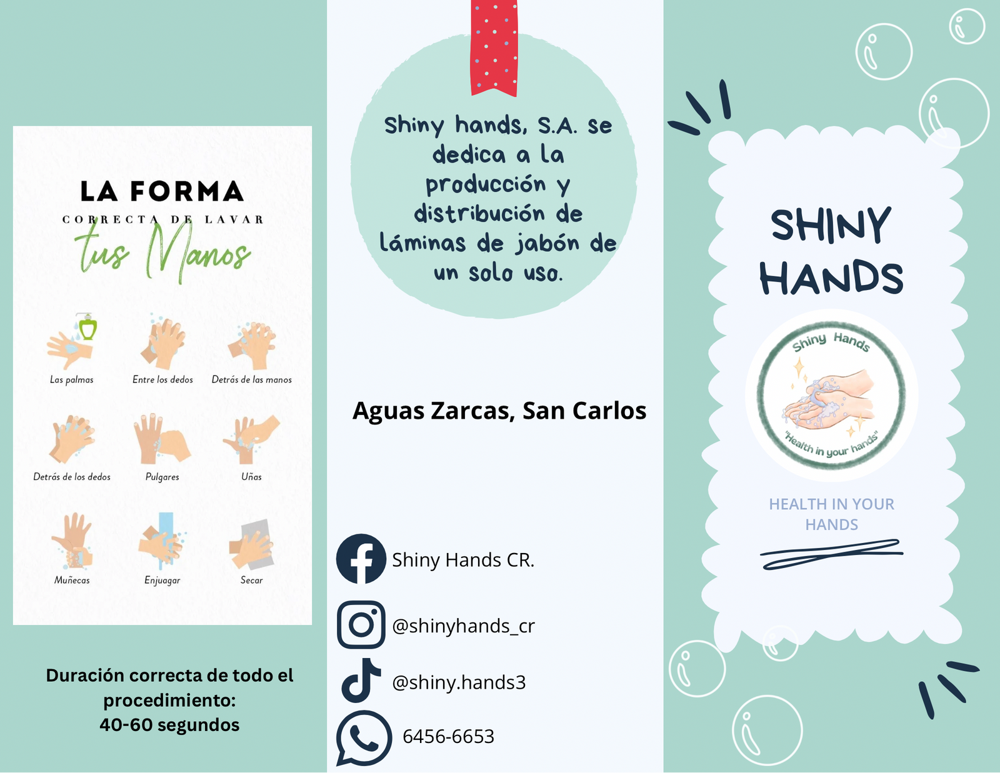 LA FORMA
CORRECTA DE LAVAR
tus Manos
Las palmas
Entre los dedos
Detrás de las manos
Detrás de los dedos
Pulgares
Uñas
Muñecas
Enjuagar
Secar
Duración correcta de todo el
procedimiento:
40-60 segundos
Shiny hands, S.A. se
dedica a la
producción y
distribución de
láminas de jabón de
un solo uso.
Aguas Zarcas, San Carlos
Shiny Hands CR.
@shinyhands_cr
@shiny.hands3
6456-6653
SHINY
HANDS
Shiny Hands
"Health in your hands"
HEALTH IN YOUR
HANDS